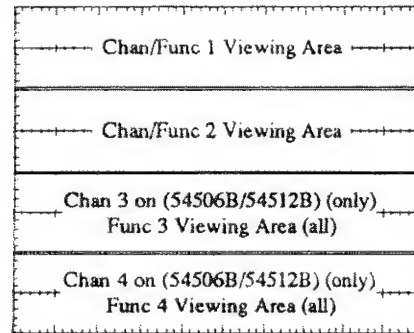 Chan/Func 1 Viewing Area
Chan/Func 2 Viewing Area
Chan 3 on (54506B/54512B) (only)
Func 3 Viewing Area (all)
Chan 4 on (54506B/54512B) (only)
Func 4 Viewing Area (all)